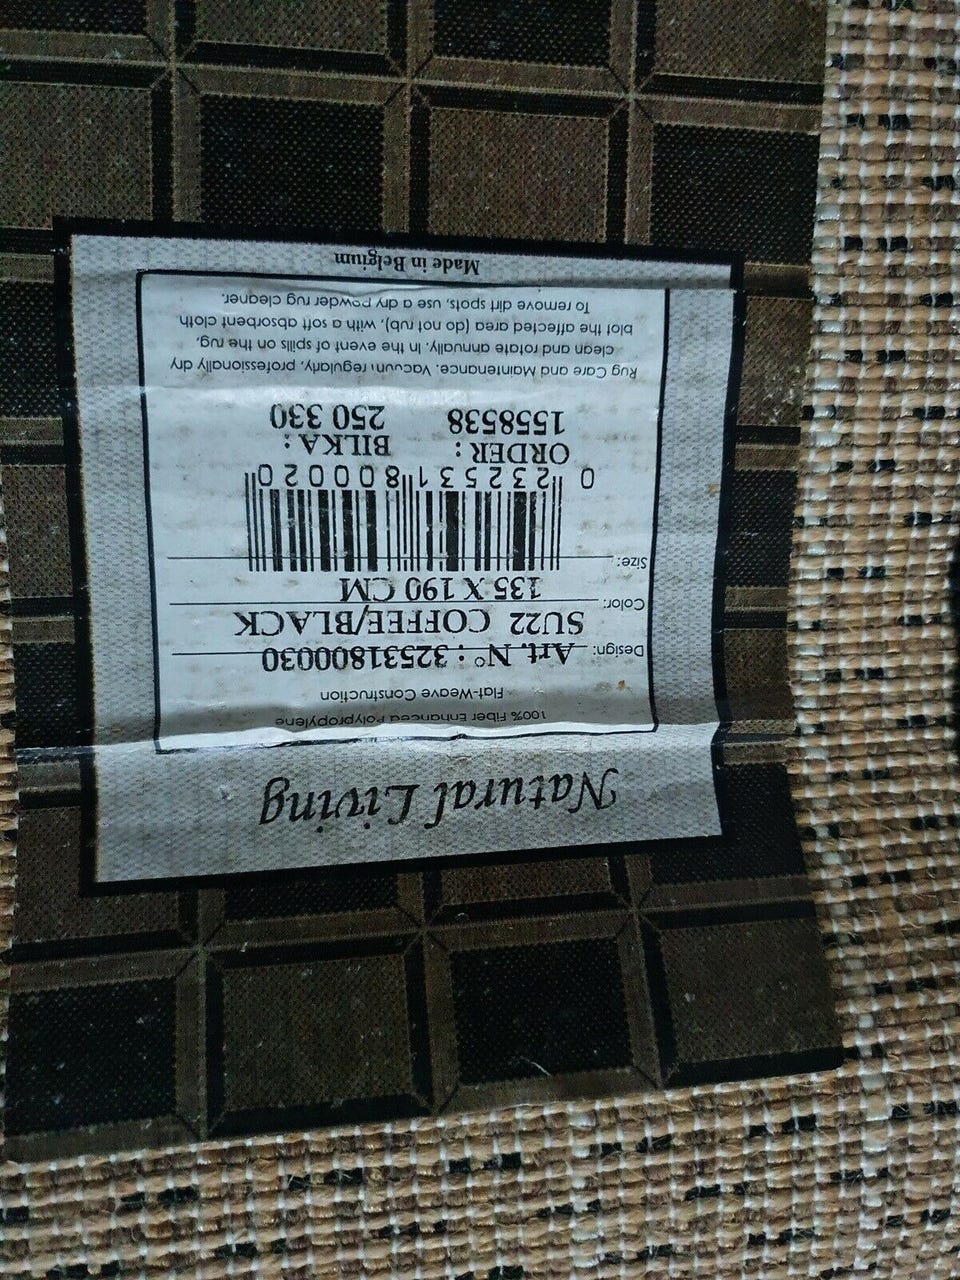 Natural Living
100% Fiber Enhanced Polypropylene
Flat-Weave Construction
Design: Art. N° : 32531800030
SU22 COFFEE/BLACK
Color:
135 X 190 CM
Size:
0 232531 800020
ORDER : BILKA :
1558538 250 330
Rug Care and Maintenance. Vacuum regularly, professionally dry
clean and rotate annually. In the event of spills on the rug,
blot the affected area (do not rub), with a soft absorbent cloth.
To remove dirt spots, use a dry powder rug cleaner.
Made in Belgium